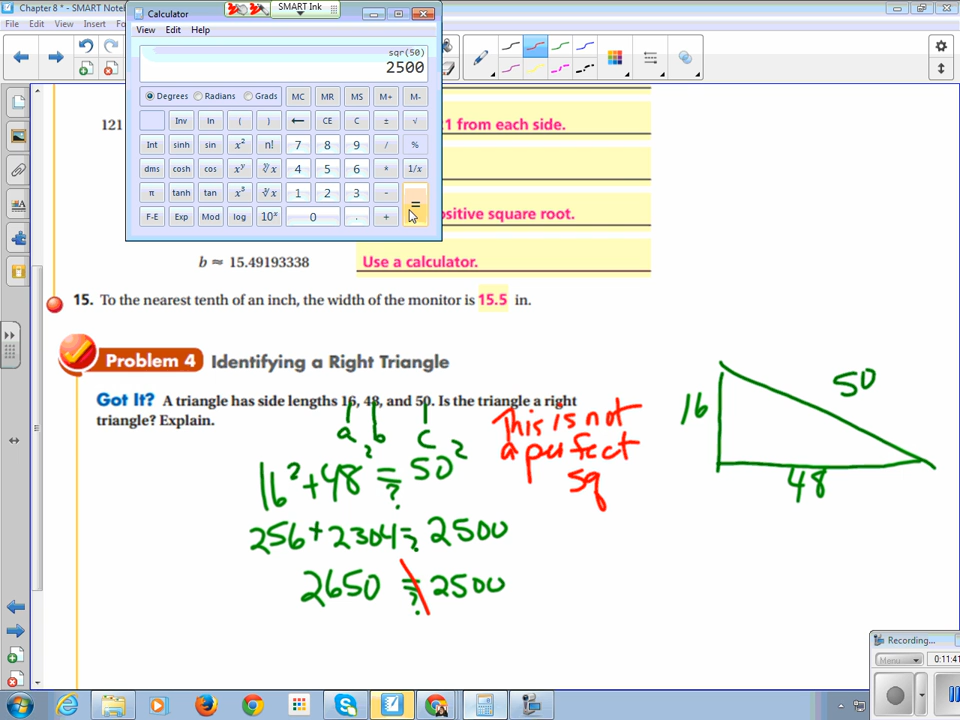 Chapter 8 * - SMART Noteb
SMART Ink
Calculator
File Edit View Insert
View Edit Help
sqr(50)
2500
Degrees Radians Grads MC MR MS M+ M-
Inv ln ( ) ← CE C ± √
Int sinh sin x² n! 7 8 9 / %
dms cosh cos xʸ ʸ√x 4 5 6 * 1/x
π tanh tan x³ ³√x 1 2 3 - =
F-E Exp Mod log 10ˣ 0 . +
121
1 from each side.
ositive square root.
b ≈ 15.49193338
Use a calculator.
15. To the nearest tenth of an inch, the width of the monitor is 15.5 in.
Problem 4 Identifying a Right Triangle
Got It? A triangle has side lengths 16, 48, and 50. Is the triangle a right
triangle? Explain.
a b c
This is not
a perfect
sq
16² + 48² =? 50²
256 + 2304 =? 2500
2650 =? 2500
16
50
48
Recording...
Menu
0:11:41